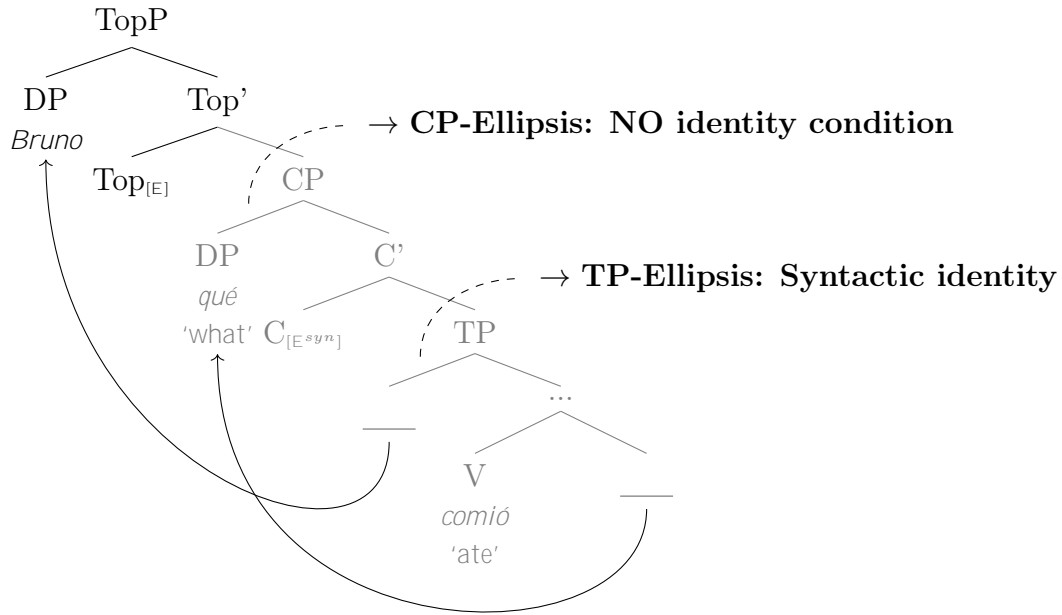 TopP
DP Top'
Bruno
→ CP-Ellipsis: NO identity condition
Top[E] CP
DP C'
qué
→ TP-Ellipsis: Syntactic identity
'what' C[E^syn] TP
...
V
comió
'ate'